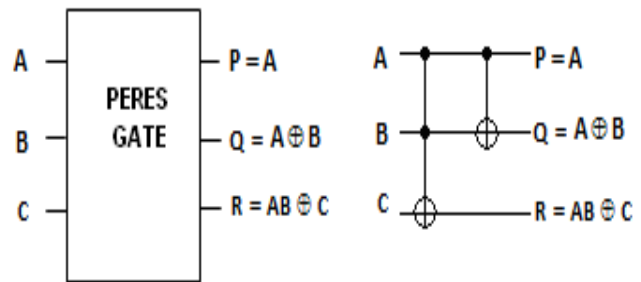 A
B
C
PERES
GATE
P = A
Q = A⊕B
R = AB ⊕ C
A
B
C
P = A
Q = A⊕B
R = AB ⊕ C